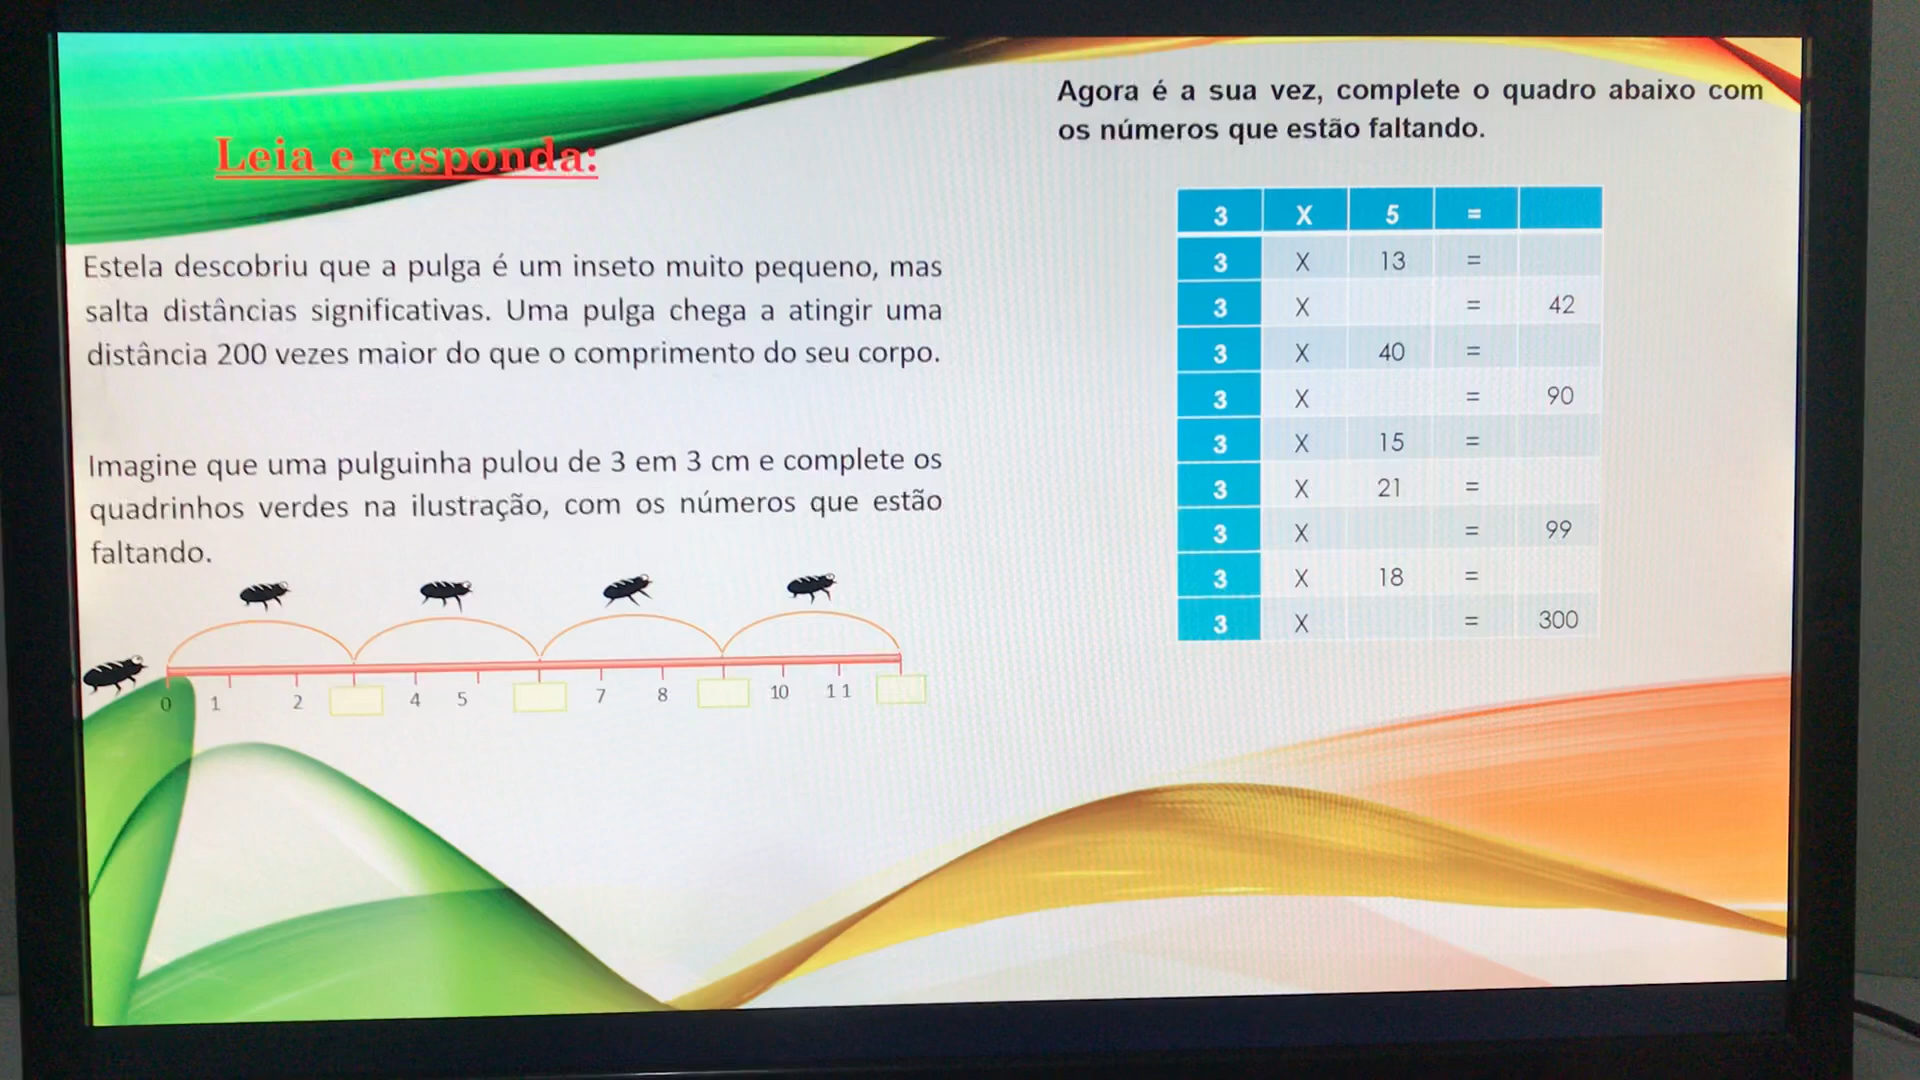 Leia e responda:
Estela descobriu que a pulga é um inseto muito pequeno, mas
salta distâncias significativas. Uma pulga chega a atingir uma
distância 200 vezes maior do que o comprimento do seu corpo.
Imagine que uma pulguinha pulou de 3 em 3 cm e complete os
quadrinhos verdes na ilustração, com os números que estão
faltando.
0 1 2 4 5 7 8 10 11
Agora é a sua vez, complete o quadro abaixo com
os números que estão faltando.
3 X 5 =
3 X 13 =
3 X = 42
3 X 40 =
3 X = 90
3 X 15 =
3 X 21 =
3 X = 99
3 X 18 =
3 X = 300